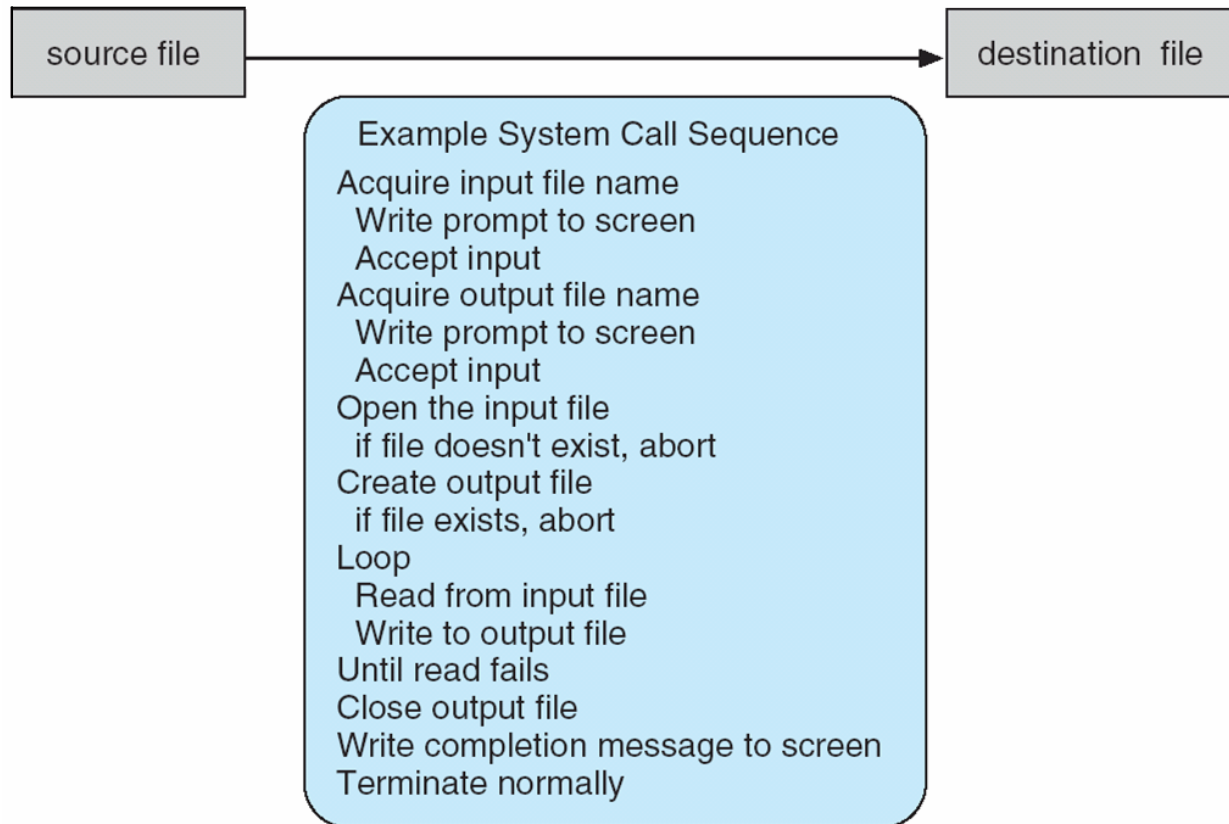 source file
destination file
Example System Call Sequence
Acquire input file name
Write prompt to screen
Accept input
Acquire output file name
Write prompt to screen
Accept input
Open the input file
if file doesn't exist, abort
Create output file
if file exists, abort
Loop
Read from input file
Write to output file
Until read fails
Close output file
Write completion message to screen
Terminate normally